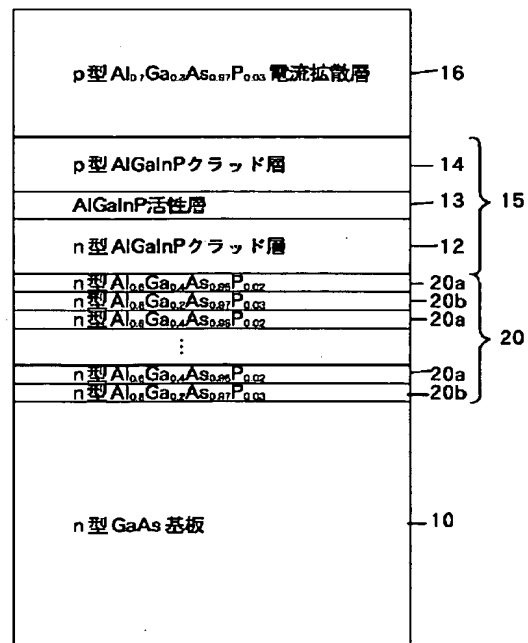 p型Al₀.₇Ga₀.₃As₀.₉₇P₀.₀₃電流拡散層 16
p型AlGaInPクラッド層 14
AlGaInP活性層 13
15
n型AlGaInPクラッド層 12
n型Al₀.₆Ga₀.₄As₀.₉₈P₀.₀₂ 20a
n型Al₀.₈Ga₀.₂As₀.₉₇P₀.₀₃ 20b
n型Al₀.₆Ga₀.₄As₀.₉₈P₀.₀₂ 20a
20
⋮
n型Al₀.₆Ga₀.₄As₀.₉₈P₀.₀₂ 20a
n型Al₀.₈Ga₀.₂As₀.₉₇P₀.₀₃ 20b
n型GaAs基板 10